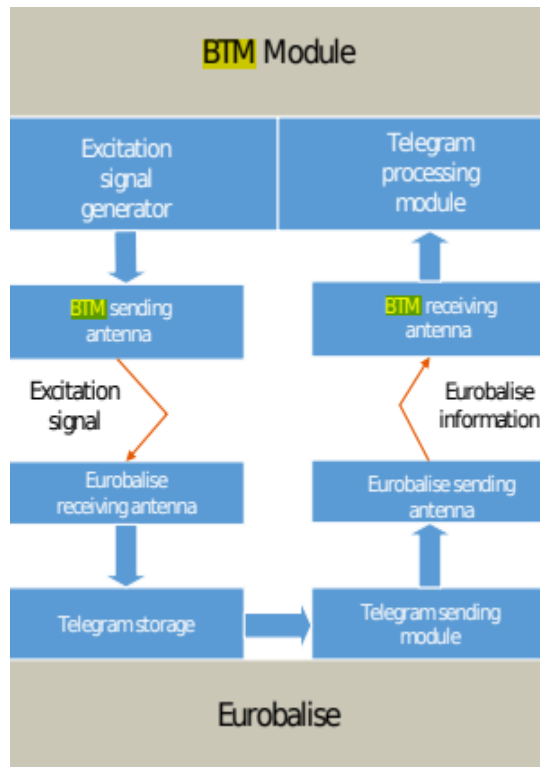 BTM Module
Excitation
signal
generator
Telegram
processing
module
BTM sending
antenna
BTM receiving
antenna
Excitation
signal
Eurobalise
information
Eurobalise
receiving antenna
Eurobalise sending
antenna
Telegram storage
Telegram sending
module
Eurobalise